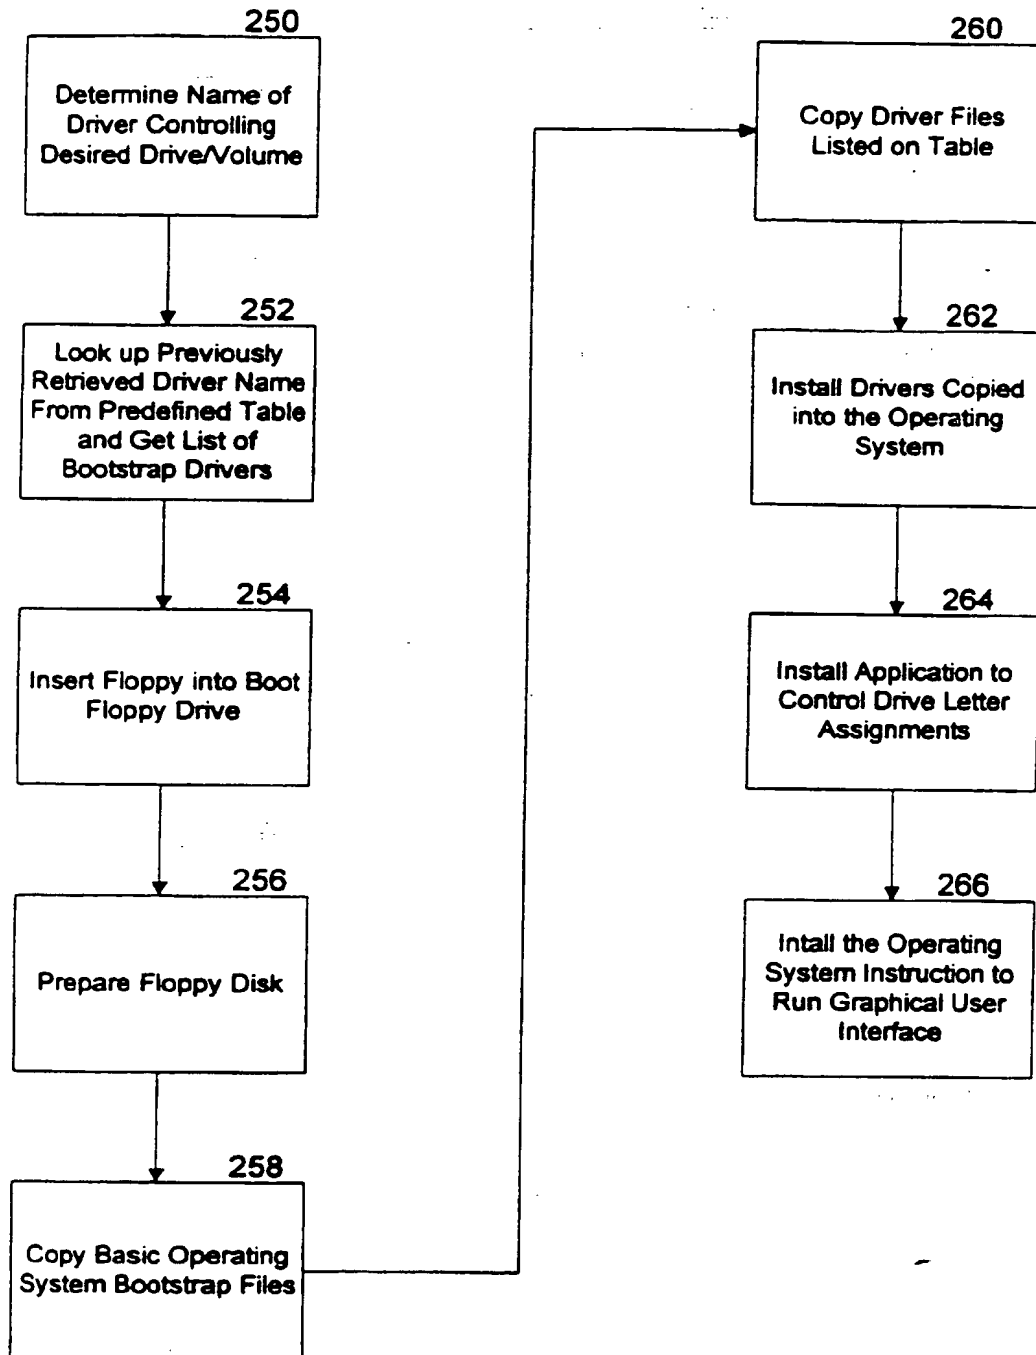 250
Determine Name of
Driver Controlling
Desired Drive/Volume
252
Look up Previously
Retrieved Driver Name
From Predefined Table
and Get List of
Bootstrap Drivers
254
Insert Floppy into Boot
Floppy Drive
256
Prepare Floppy Disk
258
Copy Basic Operating
System Bootstrap Files
260
Copy Driver Files
Listed on Table
262
Install Drivers Copied
into the Operating
System
264
Install Application to
Control Drive Letter
Assignments
266
Intall the Operating
System Instruction to
Run Graphical User
Interface